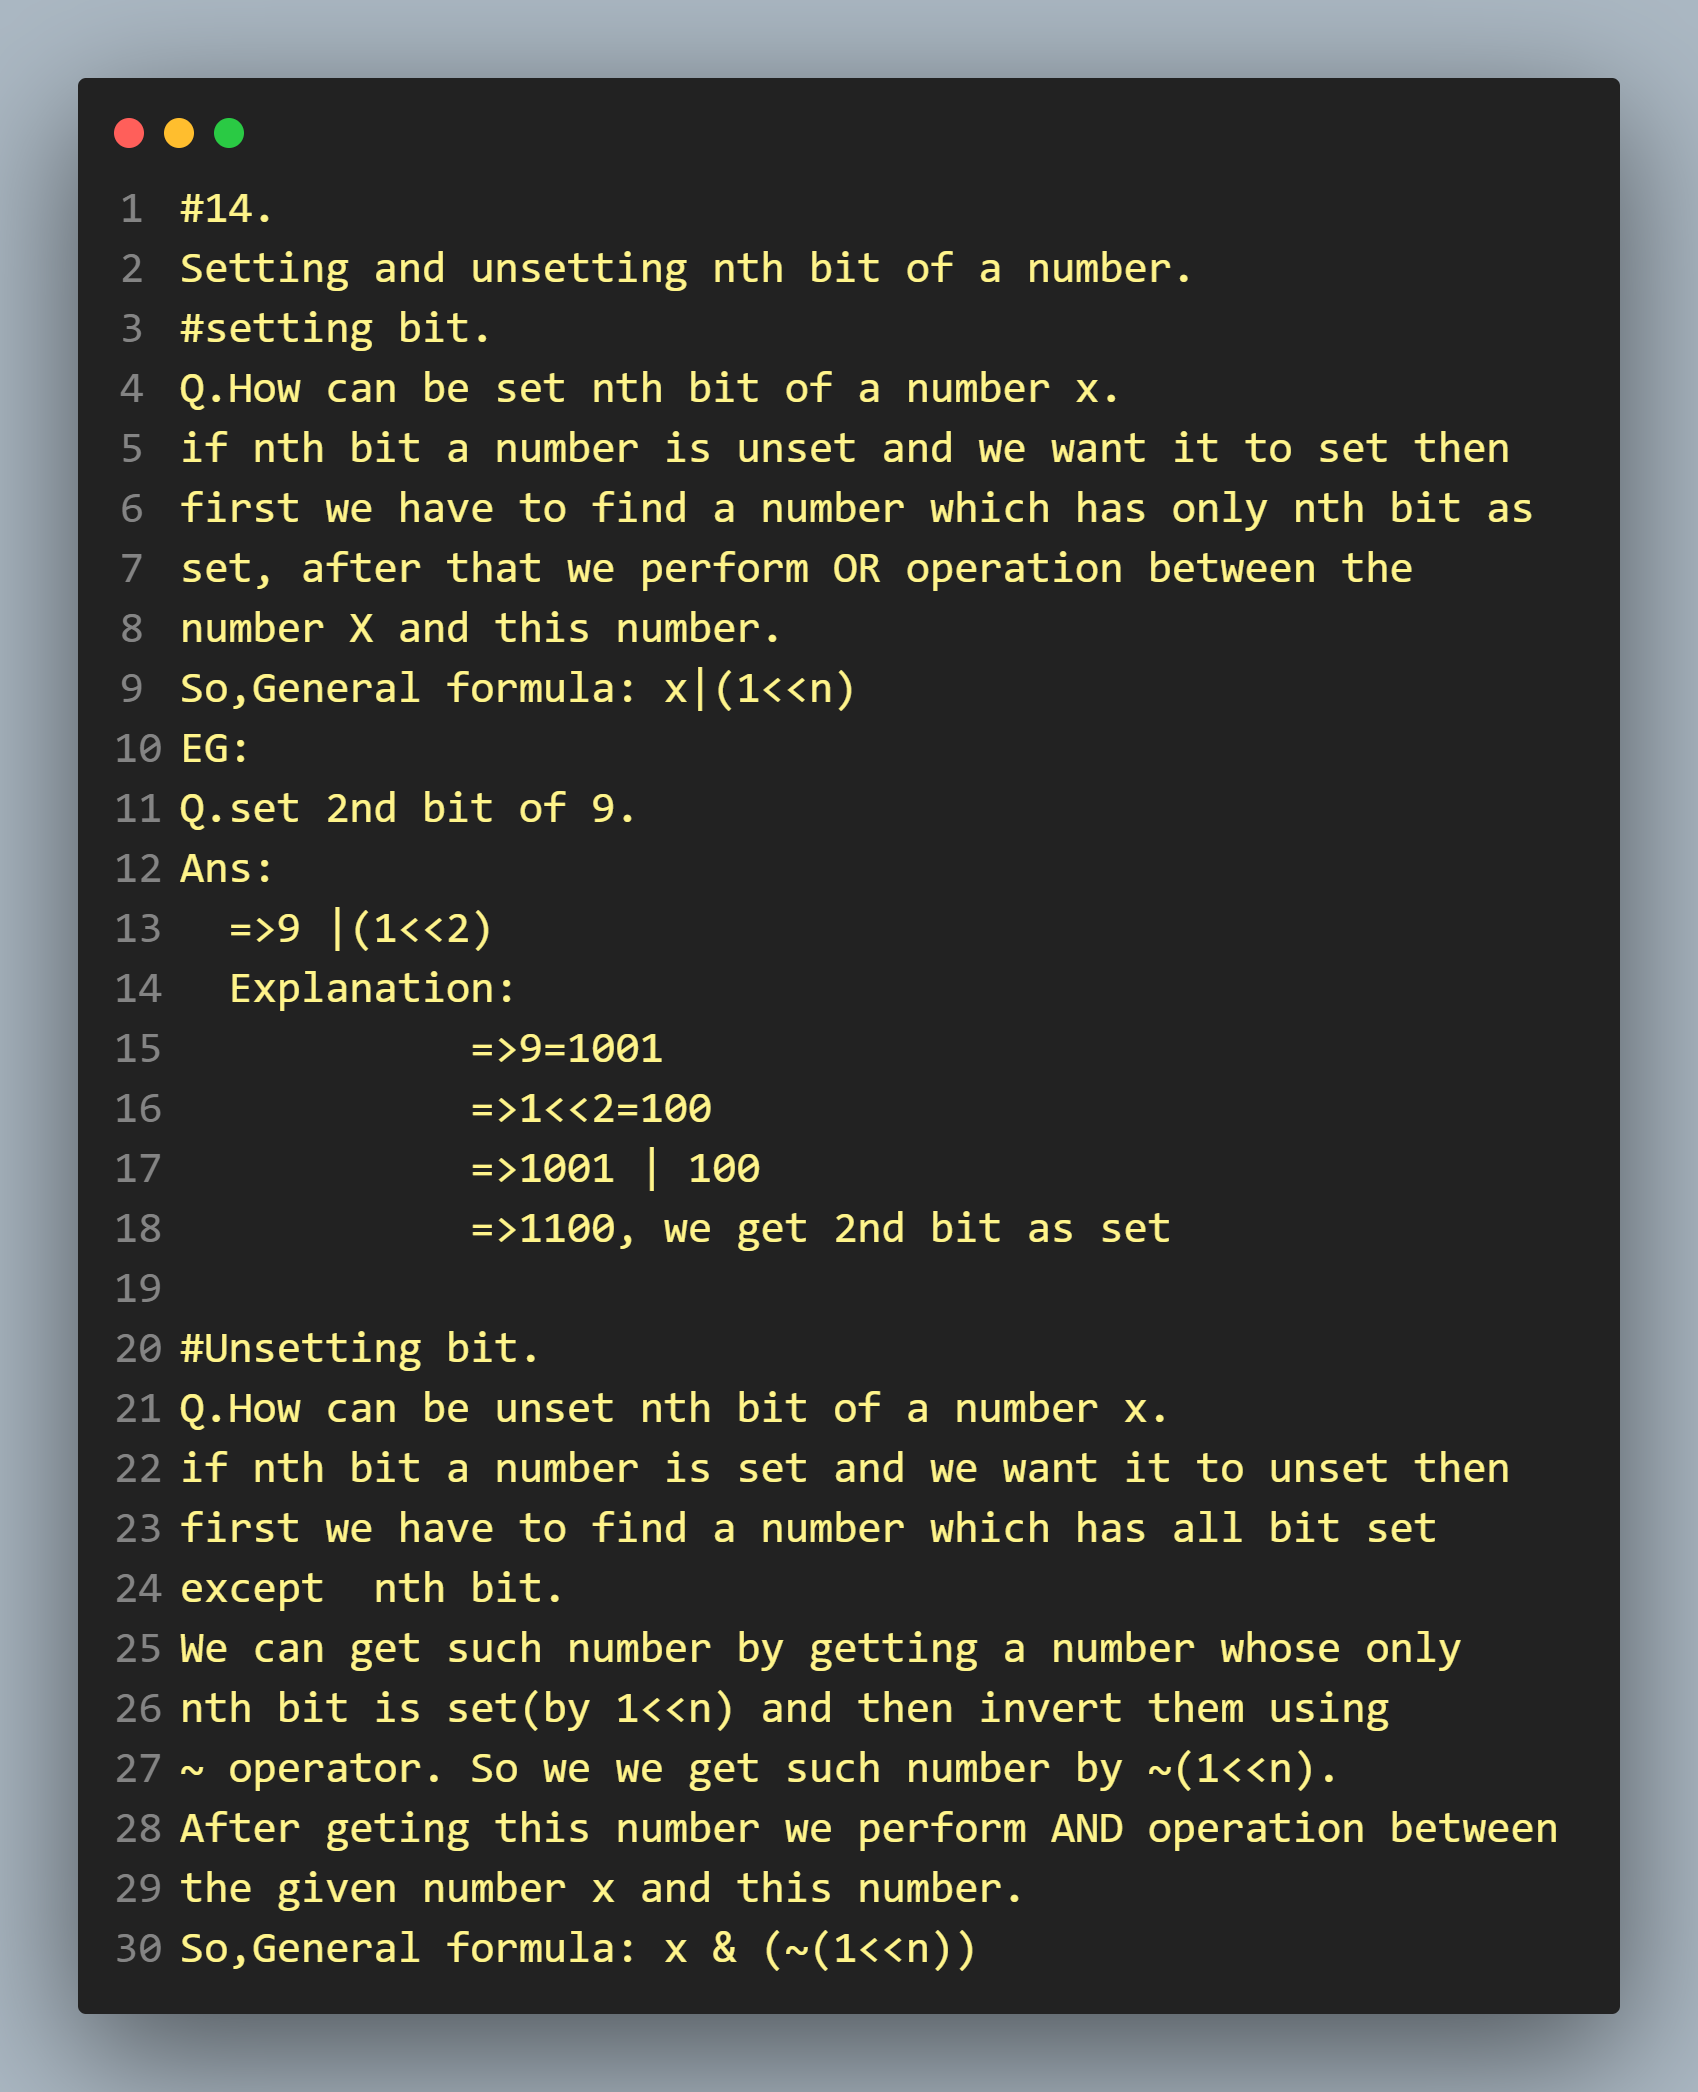 1 #14.
2 Setting and unsetting nth bit of a number.
3 #setting bit.
4 Q.How can be set nth bit of a number x.
5 if nth bit a number is unset and we want it to set then
6 first we have to find a number which has only nth bit as
7 set, after that we perform OR operation between the
8 number X and this number.
9 So,General formula: x|(1<<n)
10 EG:
11 Q.set 2nd bit of 9.
12 Ans:
13   =>9 |(1<<2)
14   Explanation:
15             =>9=1001
16             =>1<<2=100
17             =>1001 | 100
18             =>1100, we get 2nd bit as set
19
20 #Unsetting bit.
21 Q.How can be unset nth bit of a number x.
22 if nth bit a number is set and we want it to unset then
23 first we have to find a number which has all bit set
24 except  nth bit.
25 We can get such number by getting a number whose only
26 nth bit is set(by 1<<n) and then invert them using
27 ~ operator. So we we get such number by ~(1<<n).
28 After geting this number we perform AND operation between
29 the given number x and this number.
30 So,General formula: x & (~(1<<n))